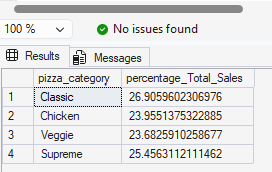 100 %
No issues found
Results Messages
pizza_category percentage_Total_Sales
1 Classic 26.9059602306976
2 Chicken 23.9551375322885
3 Veggie 23.6825910258677
4 Supreme 25.4563112111462